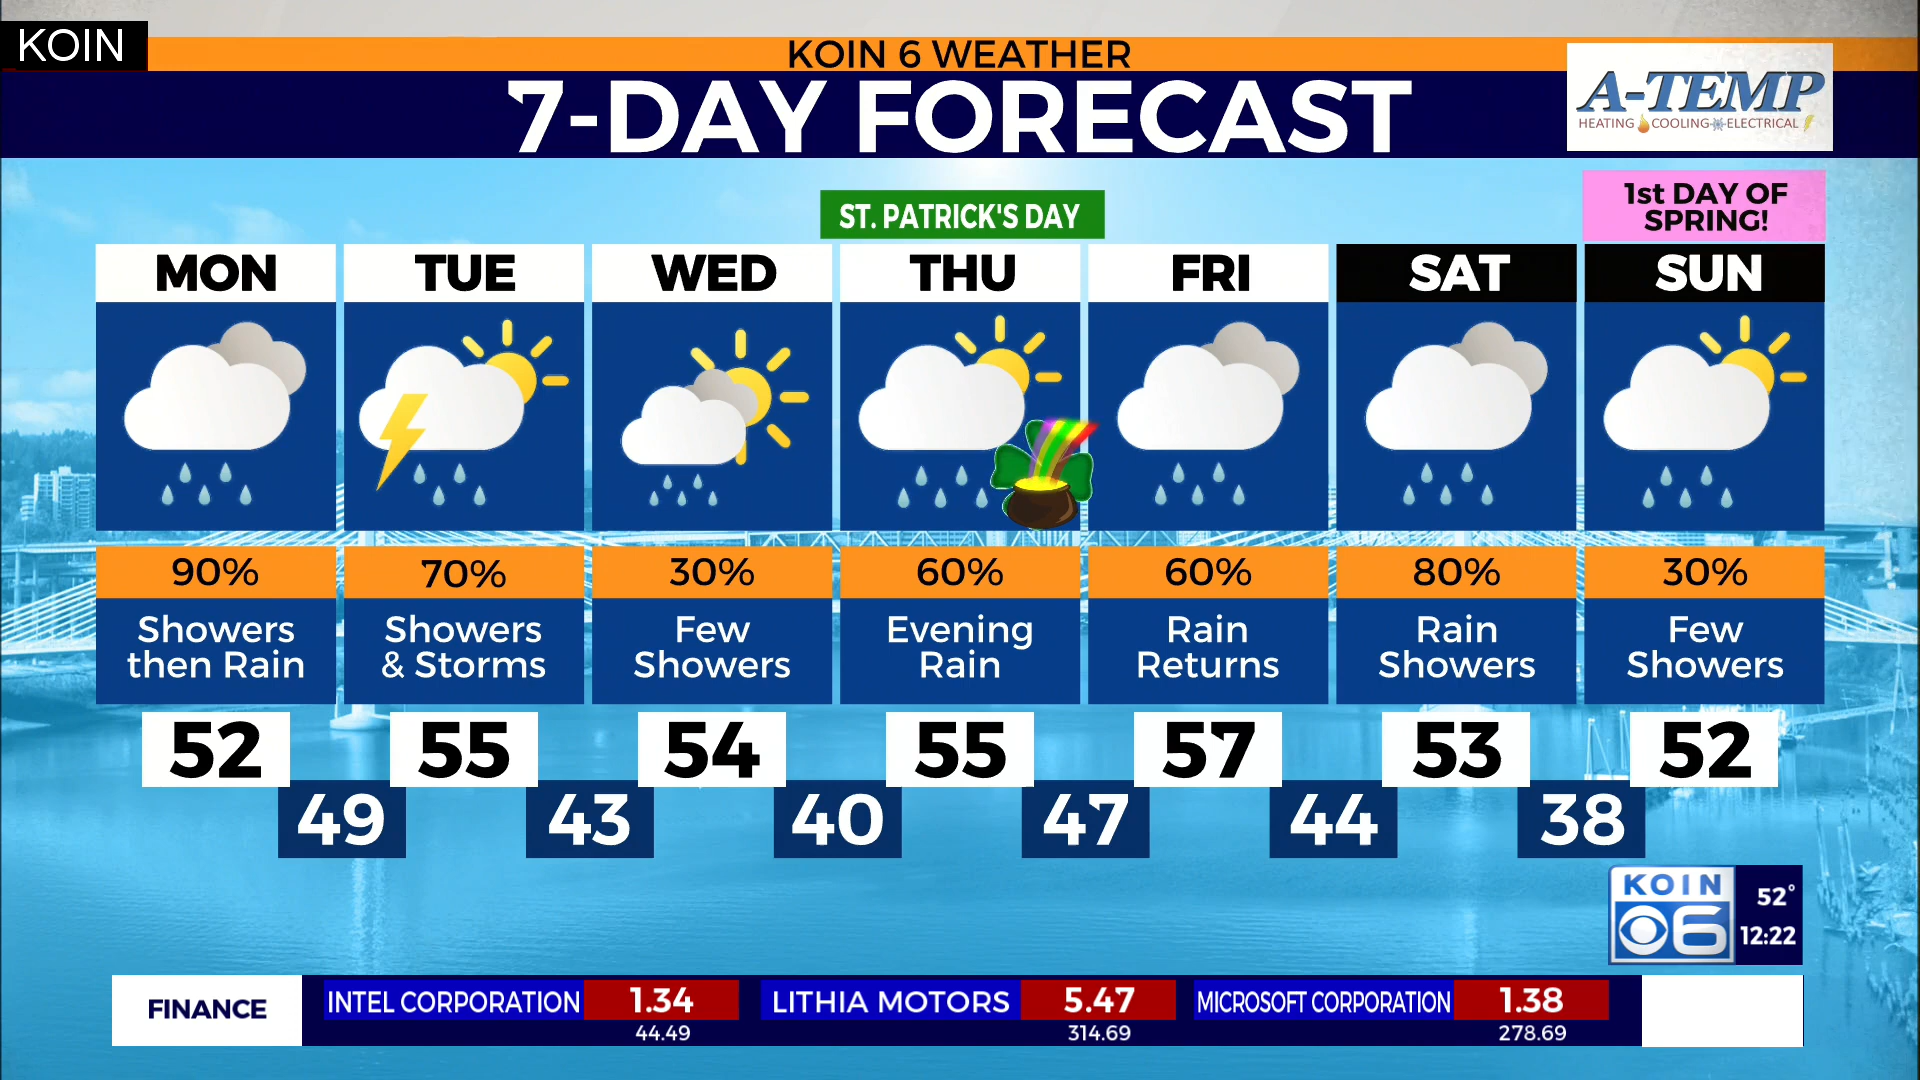 KOIN
KOIN 6 WEATHER
7-DAY FORECAST
A-TEMP
HEATING COOLING ELECTRICAL
ST. PATRICK'S DAY
1st DAY OF
SPRING!
MON TUE WED THU FRI SAT SUN
90% 70% 30% 60% 60% 80% 30%
Showers Showers Few Evening Rain Rain Few
then Rain & Storms Showers Rain Returns Showers Showers
52 55 54 55 57 53 52
49 43 40 47 44 38
KOIN 6
52°
12:22
FINANCE
INTEL CORPORATION 1.34
44.49
LITHIA MOTORS 5.47
314.69
MICROSOFT CORPORATION 1.38
278.69